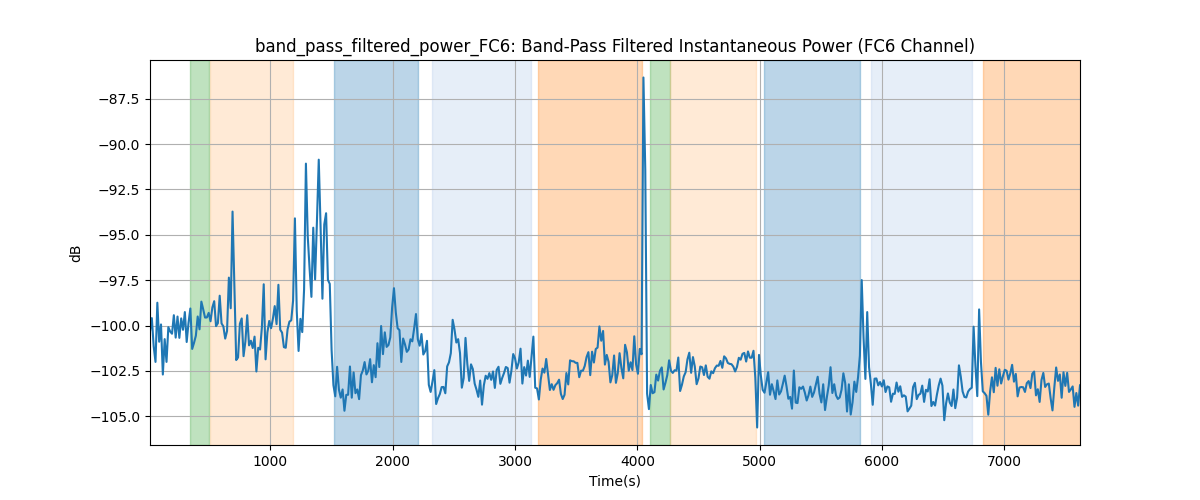 band_pass_filtered_power_FC6: Band-Pass Filtered Instantaneous Power (FC6 Channel)
−87.5
−90.0
−92.5
−95.0
−97.5
−100.0
−102.5
−105.0
dB
1000 2000 3000 4000 5000 6000 7000
Time(s)